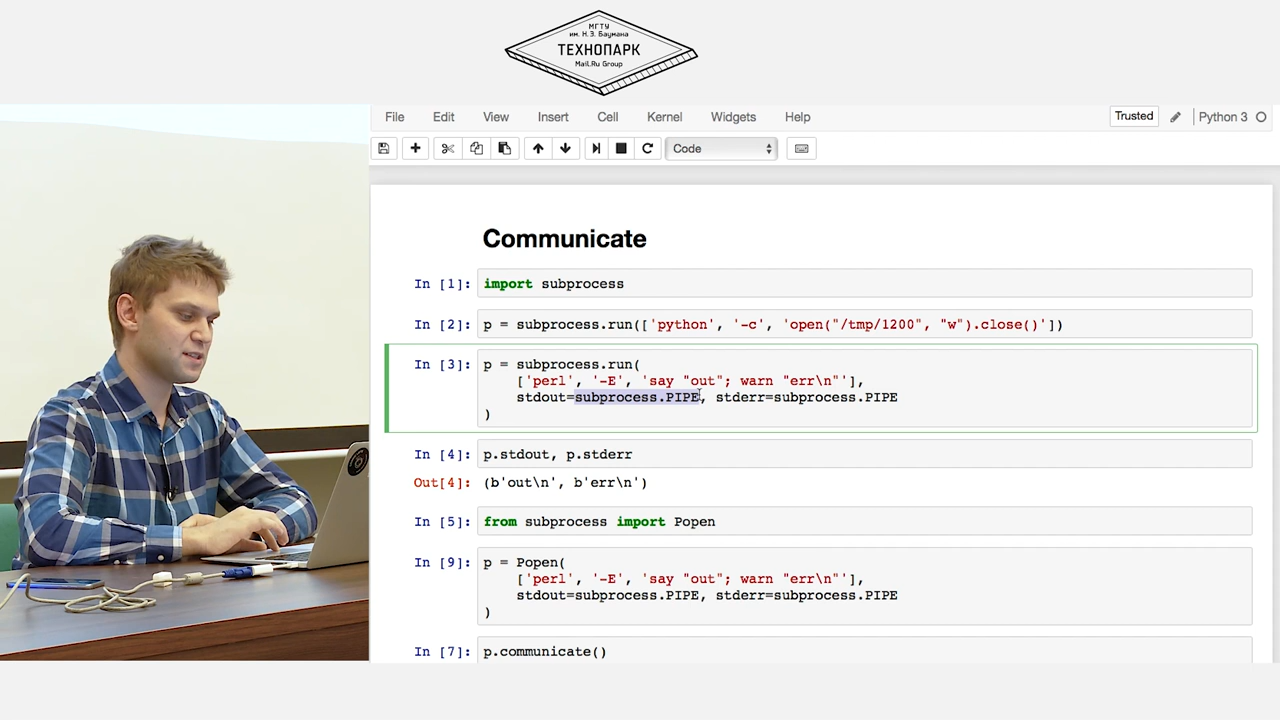 МГТУ
им. Н.Э. Баумана
ТЕХНОПАРК
Mail.Ru Group
File Edit View Insert Cell Kernel Widgets Help
Trusted Python 3
Code
Communicate
In [1]: import subprocess
In [2]: p = subprocess.run(['python', '-c', 'open("/tmp/1200", "w").close()'])
In [3]: p = subprocess.run(
['perl', '-E', 'say "out"; warn "err\n"'],
stdout=subprocess.PIPE, stderr=subprocess.PIPE
)
In [4]: p.stdout, p.stderr
Out[4]: (b'out\n', b'err\n')
In [5]: from subprocess import Popen
In [9]: p = Popen(
['perl', '-E', 'say "out"; warn "err\n"'],
stdout=subprocess.PIPE, stderr=subprocess.PIPE
)
In [7]: p.communicate()